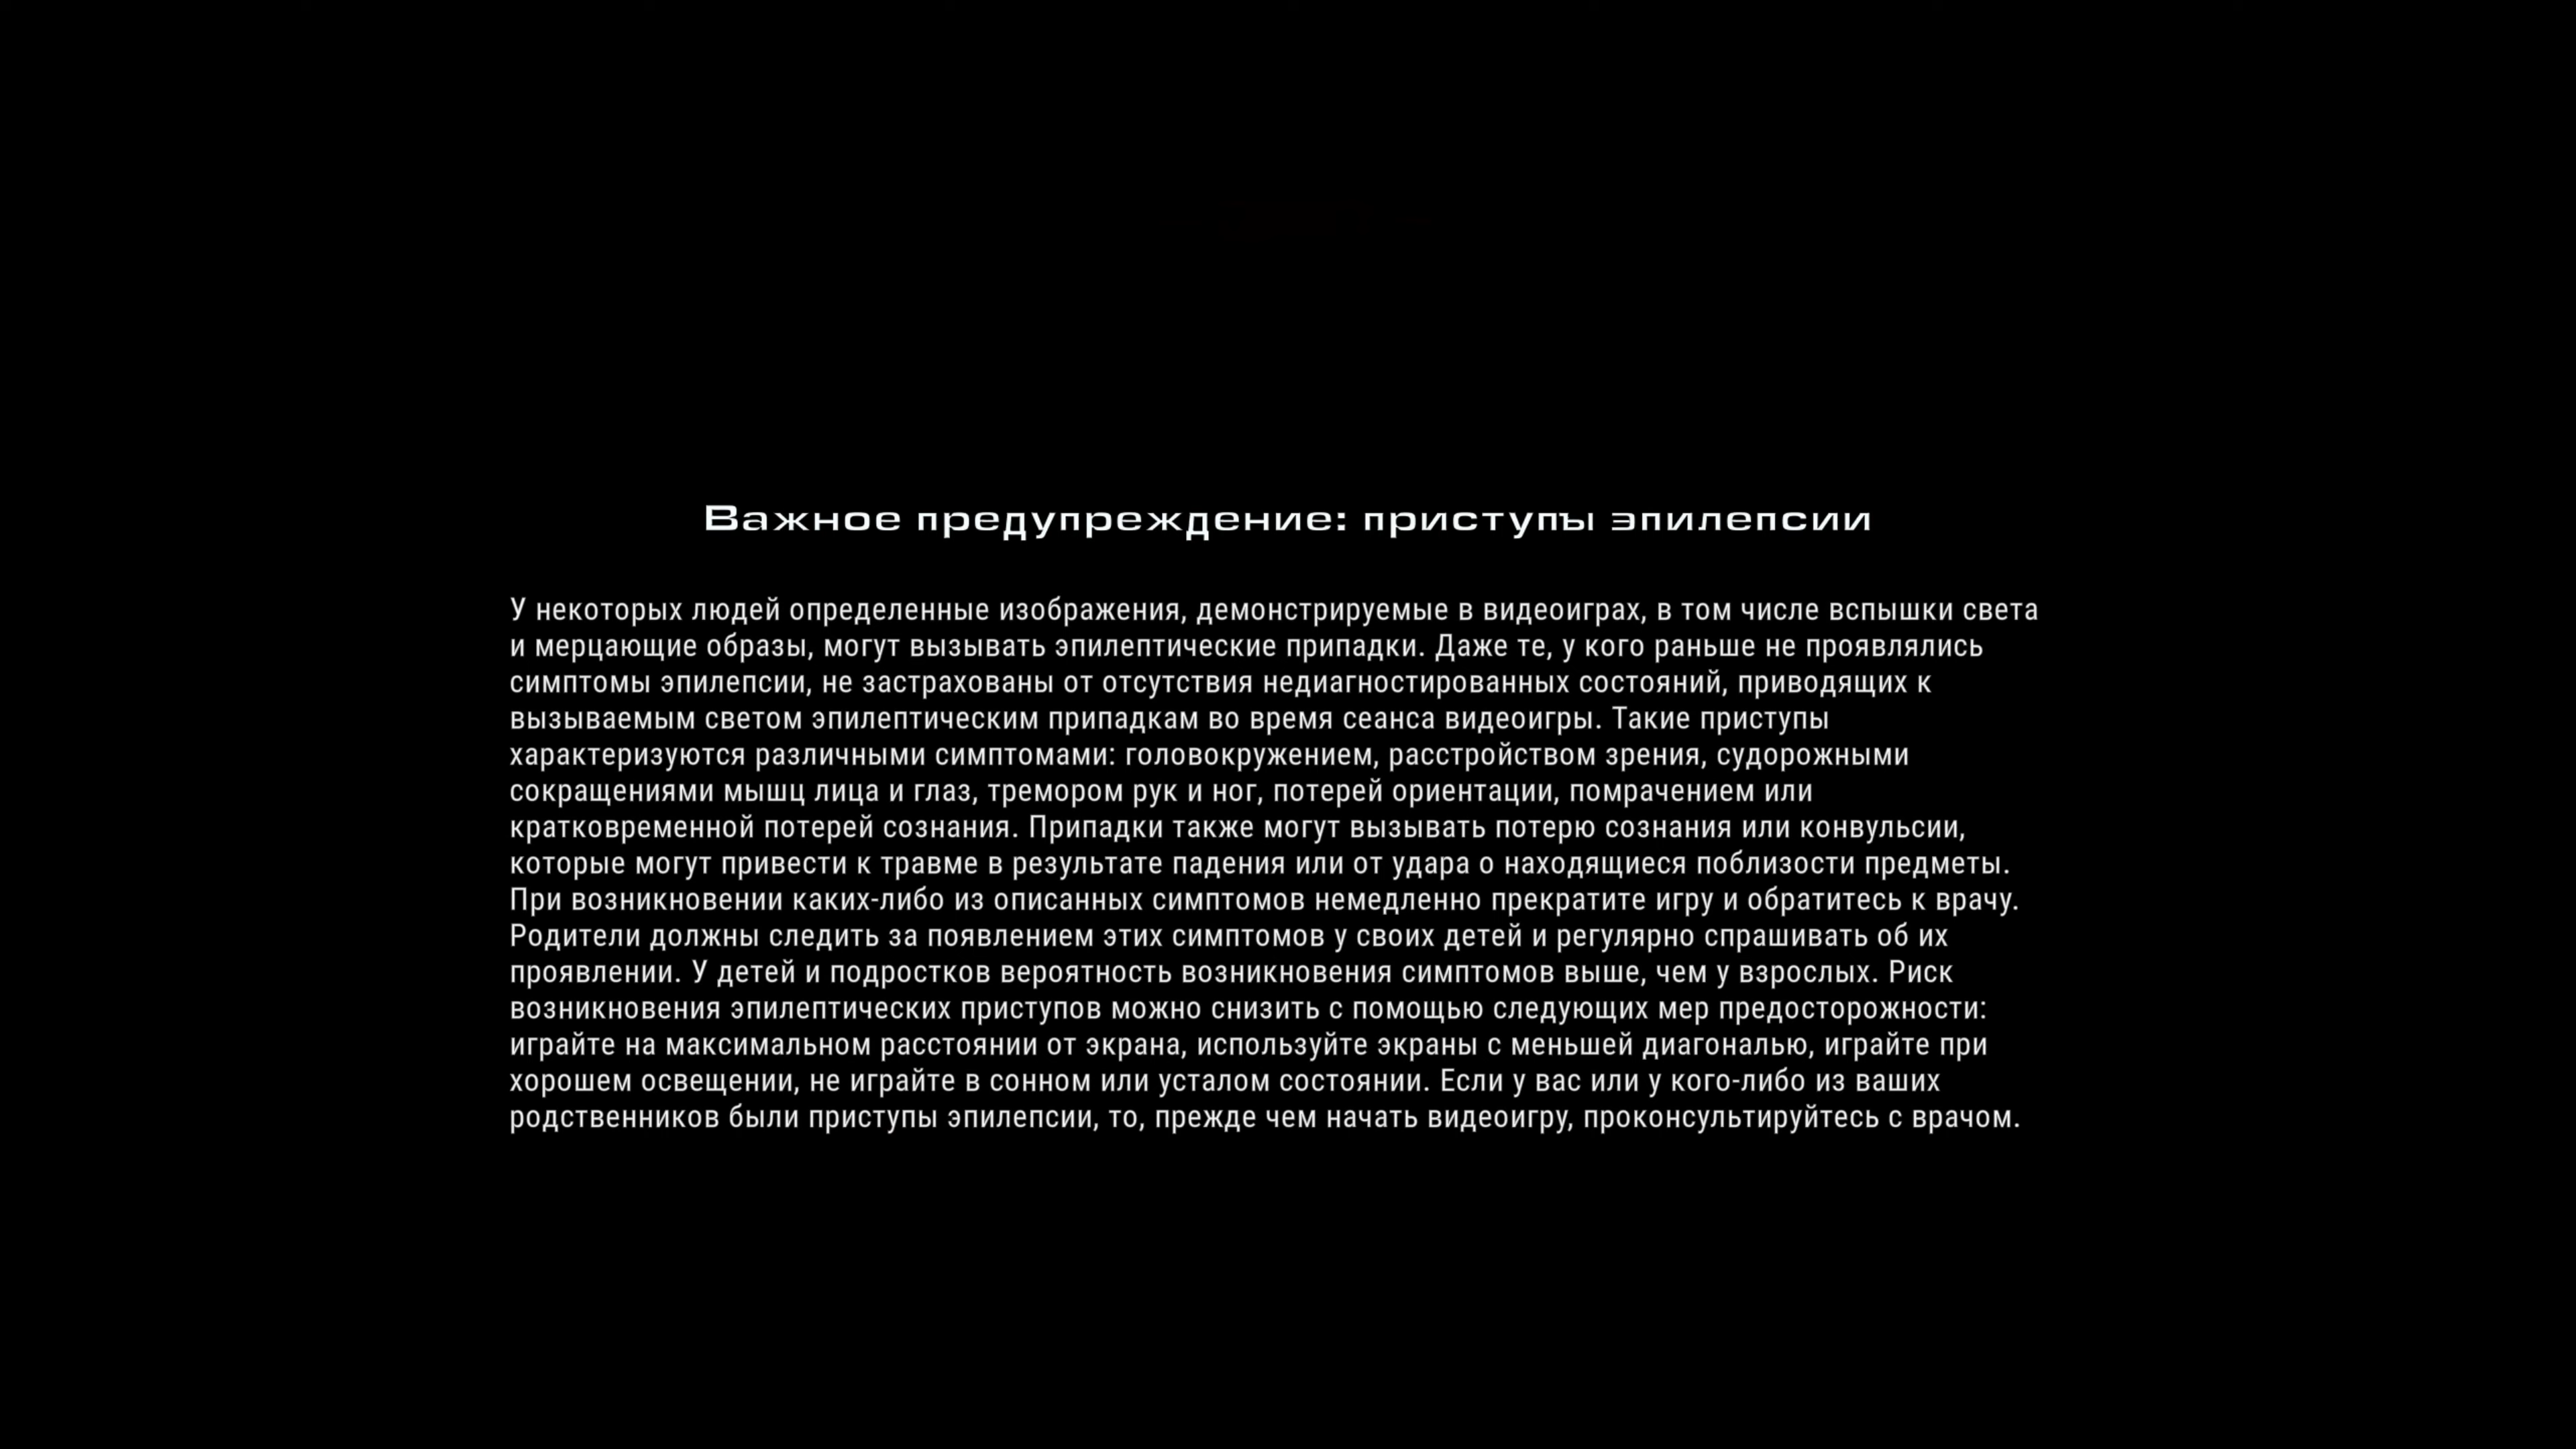 Важное предупреждение: приступы эпилепсии
У некоторых людей определенные изображения, демонстрируемые в видеоиграх, в том числе вспышки света
и мерцающие образы, могут вызывать эпилептические припадки. Даже те, у кого раньше не проявлялись
симптомы эпилепсии, не застрахованы от отсутствия недиагностированных состояний, приводящих к
вызываемым светом эпилептическим припадкам во время сеанса видеоигры. Такие приступы
характеризуются различными симптомами: головокружением, расстройством зрения, судорожными
сокращениями мышц лица и глаз, тремором рук и ног, потерей ориентации, помрачением или
кратковременной потерей сознания. Припадки также могут вызывать потерю сознания или конвульсии,
которые могут привести к травме в результате падения или от удара о находящиеся поблизости предметы.
При возникновении каких-либо из описанных симптомов немедленно прекратите игру и обратитесь к врачу.
Родители должны следить за появлением этих симптомов у своих детей и регулярно спрашивать об их
проявлении. У детей и подростков вероятность возникновения симптомов выше, чем у взрослых. Риск
возникновения эпилептических приступов можно снизить с помощью следующих мер предосторожности:
играйте на максимальном расстоянии от экрана, используйте экраны с меньшей диагональю, играйте при
хорошем освещении, не играйте в сонном или усталом состоянии. Если у вас или у кого-либо из ваших
родственников были приступы эпилепсии, то, прежде чем начать видеоигру, проконсультируйтесь с врачом.